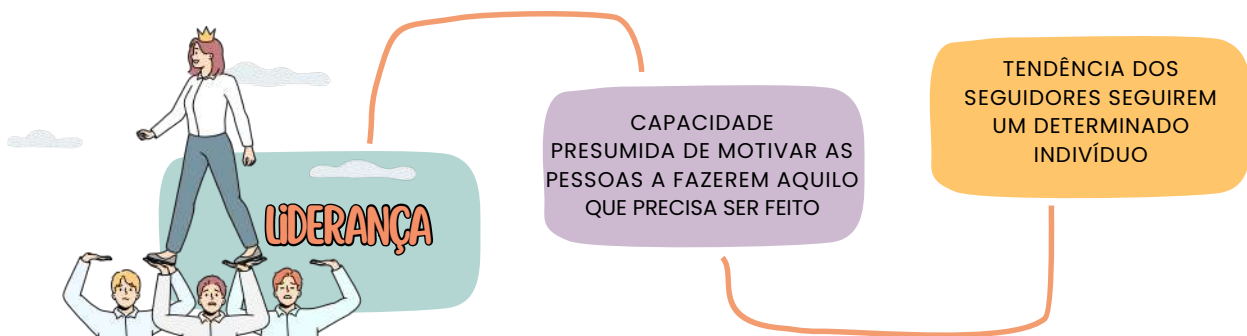 LIDERANÇA
CAPACIDADE
PRESUMIDA DE MOTIVAR AS
PESSOAS A FAZEREM AQUILO
QUE PRECISA SER FEITO
TENDÊNCIA DOS
SEGUIDORES SEGUIREM
UM DETERMINADO
INDIVÍDUO